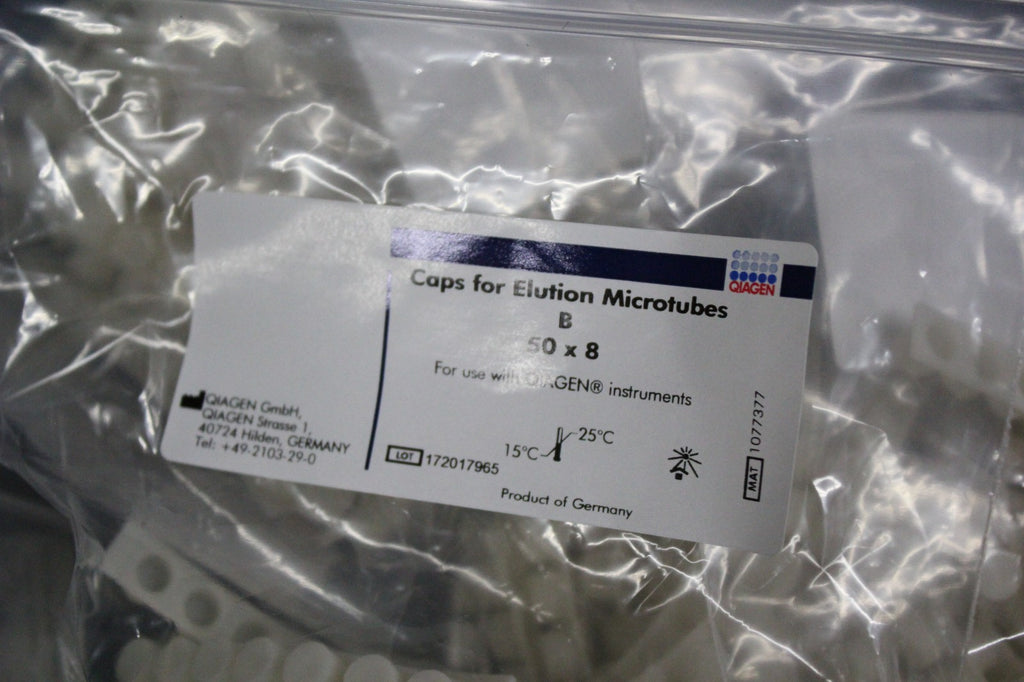 QIAGEN
Caps for Elution Microtubes
B
50 x 8
For use with QIAGEN® instruments
15°C
25°C
LOT 172017965
Product of Germany
MAT 1077377
QIAGEN GmbH,
QIAGEN Strasse 1,
40724 Hilden, GERMANY
Tel: +49-2103-29-0